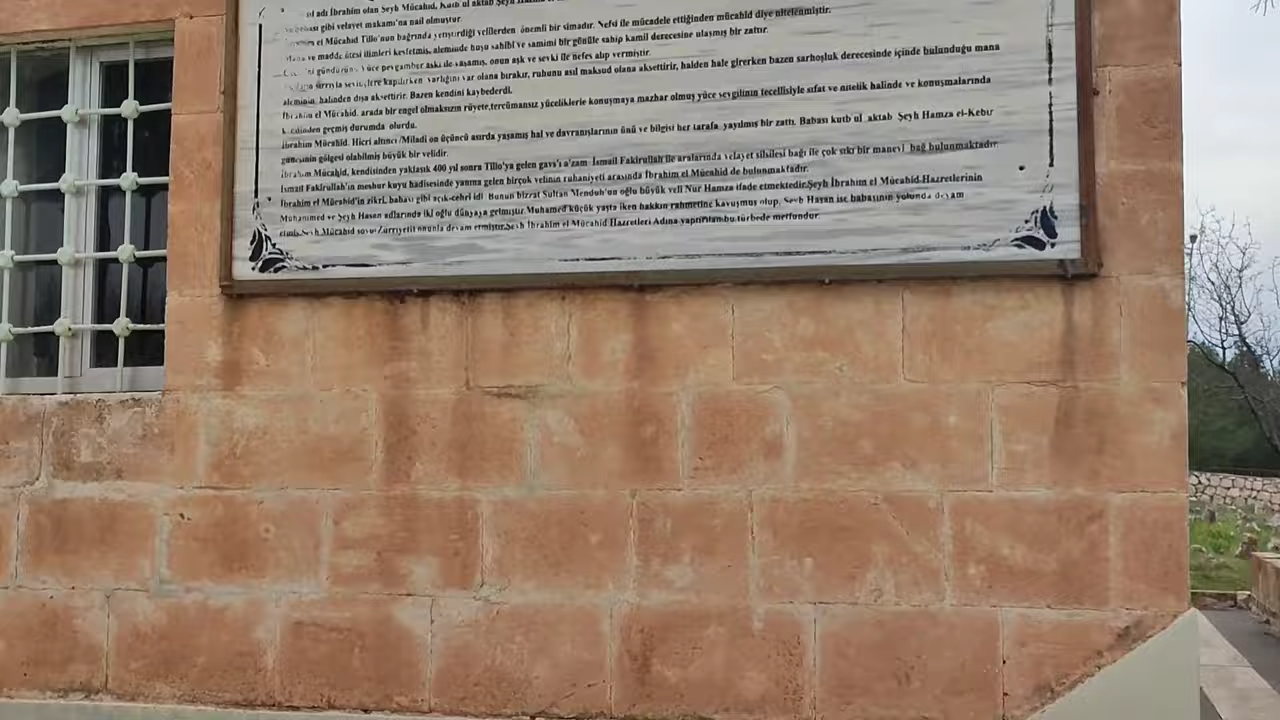 adı İbrahim olan Şeyh Mücahid, Kutb ul aktab Şeyh
gibi velayet makamı'na nail olmuştur.
el Mücahid Tillo'nun bağrında yetiştirdiği velilerden önemli bir simadır. Nefsi ile mücadele ettiğinden mücahid diye nitelenmiştir.
Mana ve madde ötesi ilimleri keşfetmiş, aleminde huşu sahibi ve samimi bir gönüle sahip kamil derecesine ulaşmış bir zattır.
gündüzün yüce peygamber aşkı ile yaşamış, onun aşk ve şevki ile nefes alıp vermiştir.
kapılırken varlığını var olana bırakır, ruhunu asıl maksud olana aksettirir, halden hale girerken bazen sarhoşluk derecesinde içinde bulunduğu mana
aleminin halinden dışa aksettirir. Bazen kendini kaybederdi.
İbrahim el Mücahid, arada bir engel olmaksızın rüyete, tercümansız yüceliklerle konuşmaya mazhar olmuş yüce sevgilinin tecellisiyle sıfat ve nitelik halinde ve konuşmalarında
kendinden geçmiş durumda olurdu.
İbrahim Mücahid. Hicri altıncı /Miladi on üçüncü asırda yaşamış hal ve davranışlarının ünü ve bilgisi her tarafa yayılmış bir zattı. Babası kutb ul aktab Şeyh Hamza el-Kebir
güneşinin gölgesi olabilmiş büyük bir velidir.
İbrahim Mücahid, kendisinden yaklaşık 400 yıl sonra Tillo'ya gelen gavs'ı a'zam İsmail Fakirullah ile aralarında velayet silsilesi bağı ile çok sıkı bir manevi bağ bulunmaktadır.
İsmail Fakirullah'ın meşhur kuyu hadisesinde yanına gelen birçok velinin ruhaniyeti arasında İbrahim el Mücahid de bulunmaktadır.
İbrahim el Mücahid'in zikri, babası gibi açık-cehri idi. Bunun bizzat Sultan Memduh'un oğlu büyük veli Nur Hamza ifade etmektedir.Şeyh İbrahim el Mücahid Hazretlerinin
Muhammed ve Şeyh Hasan adlarında iki oğlu dünyaya gelmiştir. Muhamed küçük yaşta iken hakkın rahmetine kavuşmuş olup, Şeyh Hasan ise babasının yolunda devam
etmiş.Şeyh Mücahid soyu/Zürriyeti onunla devam etmiştir.Şeyh İbrahim el Mücahid Hazretleri Adına yaptırılan bu türbede metfundur.